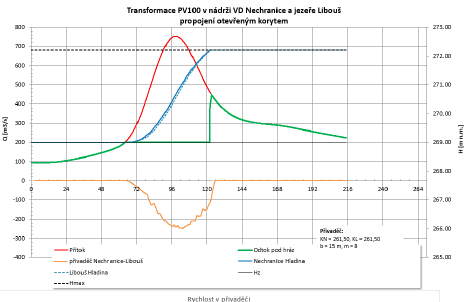 Transformace PV100 v nádrži VD Nechranice a jezeře Libouš
propojení otevřeným korytem
800
700
600
500
400
300
200
100
0
-100
-200
-300
-400
Q [m3/s]
273.00
272.00
271.00
270.00
269.00
268.00
267.00
266.00
265.00
H [m n.m.]
0 24 48 72 96 120 144 168 192 216 240 264
Přivaděč:
KN = 261,50, KL = 261,50
b = 15 m, m = 8
Přítok
Odtok pod hráz
přivaděč Nechranice-Libouš
Nechranice Hladina
Libouš Hladina
Hz
Hmax
Rychlost v přivaděči